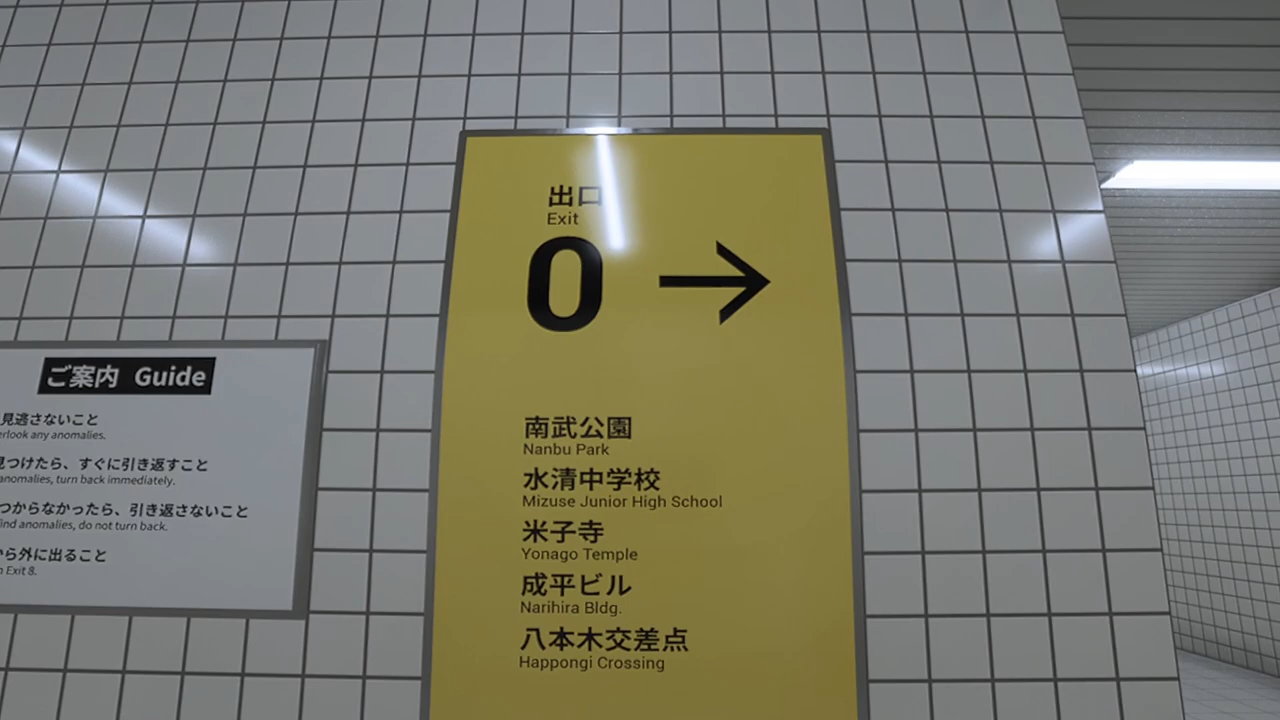 出口
Exit
0 →
南武公園
Nanbu Park
水清中学校
Mizuse Junior High School
米子寺
Yonago Temple
成平ビル
Narihira Bldg.
八本木交差点
Happongi Crossing
ご案内 Guide
見逃さないこと
erlook any anomalies.
見つけたら、すぐに引き返すこと
anomalies, turn back immediately.
つからなかったら、引き返さないこと
find anomalies, do not turn back.
から外に出ること
Exit 8.